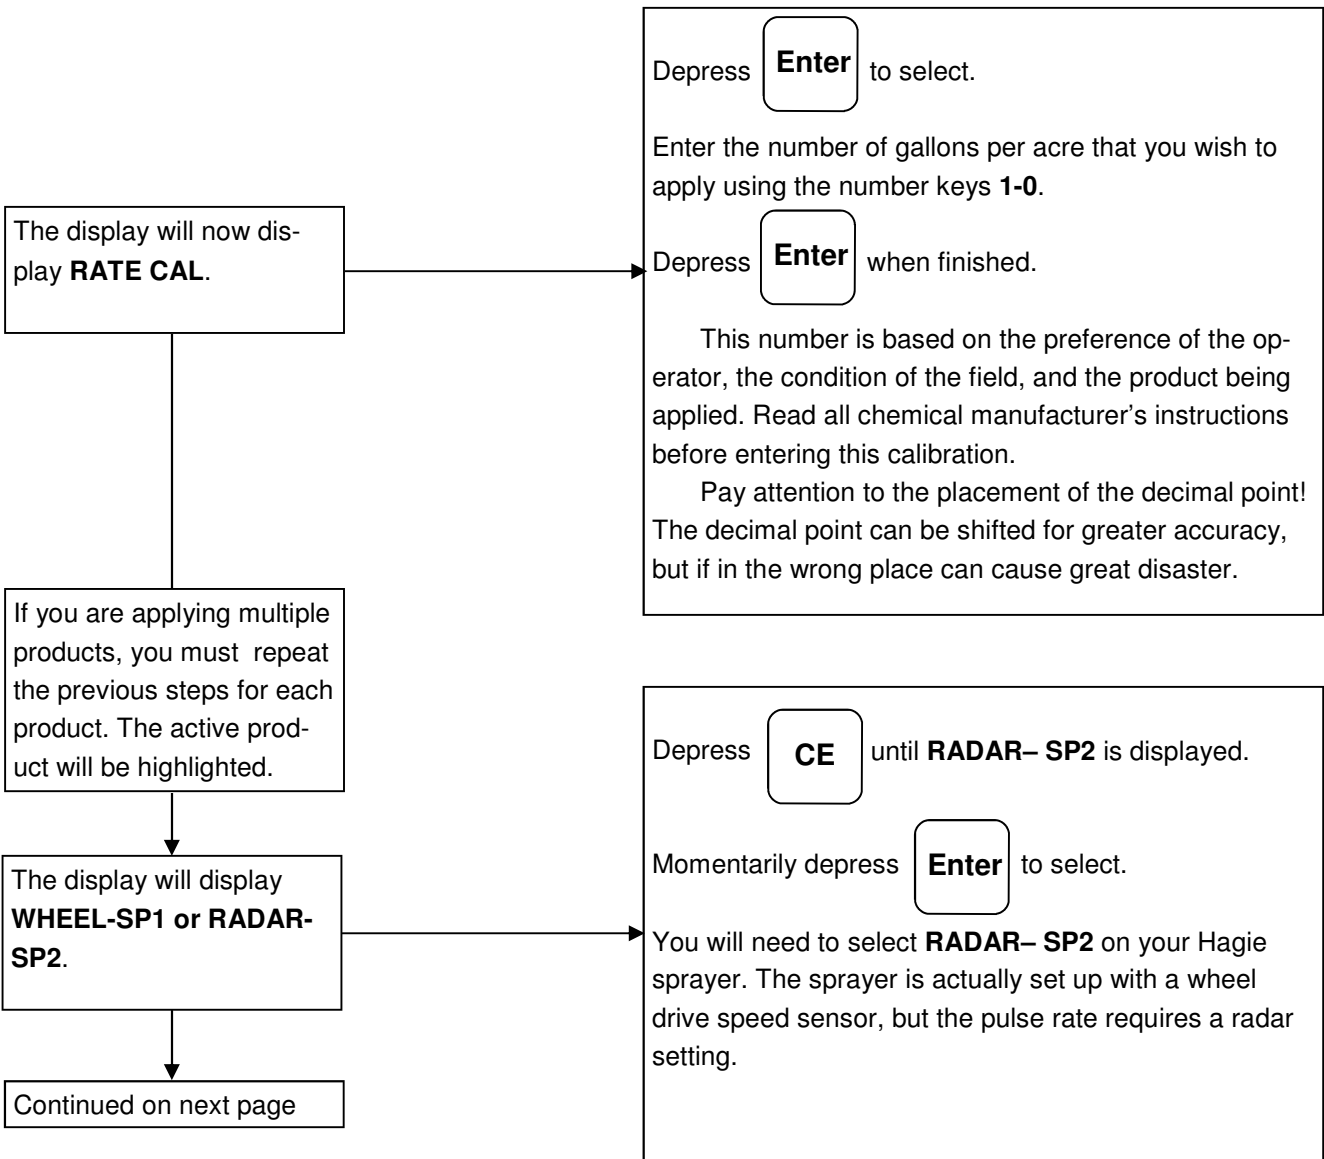 The display will now dis-
play RATE CAL.
Depress Enter to select.
Enter the number of gallons per acre that you wish to
apply using the number keys 1-0.
Depress Enter when finished.
This number is based on the preference of the op-
erator, the condition of the field, and the product being
applied. Read all chemical manufacturer's instructions
before entering this calibration.
Pay attention to the placement of the decimal point!
The decimal point can be shifted for greater accuracy,
but if in the wrong place can cause great disaster.
If you are applying multiple
products, you must  repeat
the previous steps for each
product. The active prod-
uct will be highlighted.
The display will display
WHEEL-SP1 or RADAR-
SP2.
Depress CE until RADAR– SP2 is displayed.
Momentarily depress Enter to select.
You will need to select RADAR– SP2 on your Hagie
sprayer. The sprayer is actually set up with a wheel
drive speed sensor, but the pulse rate requires a radar
setting.
Continued on next page